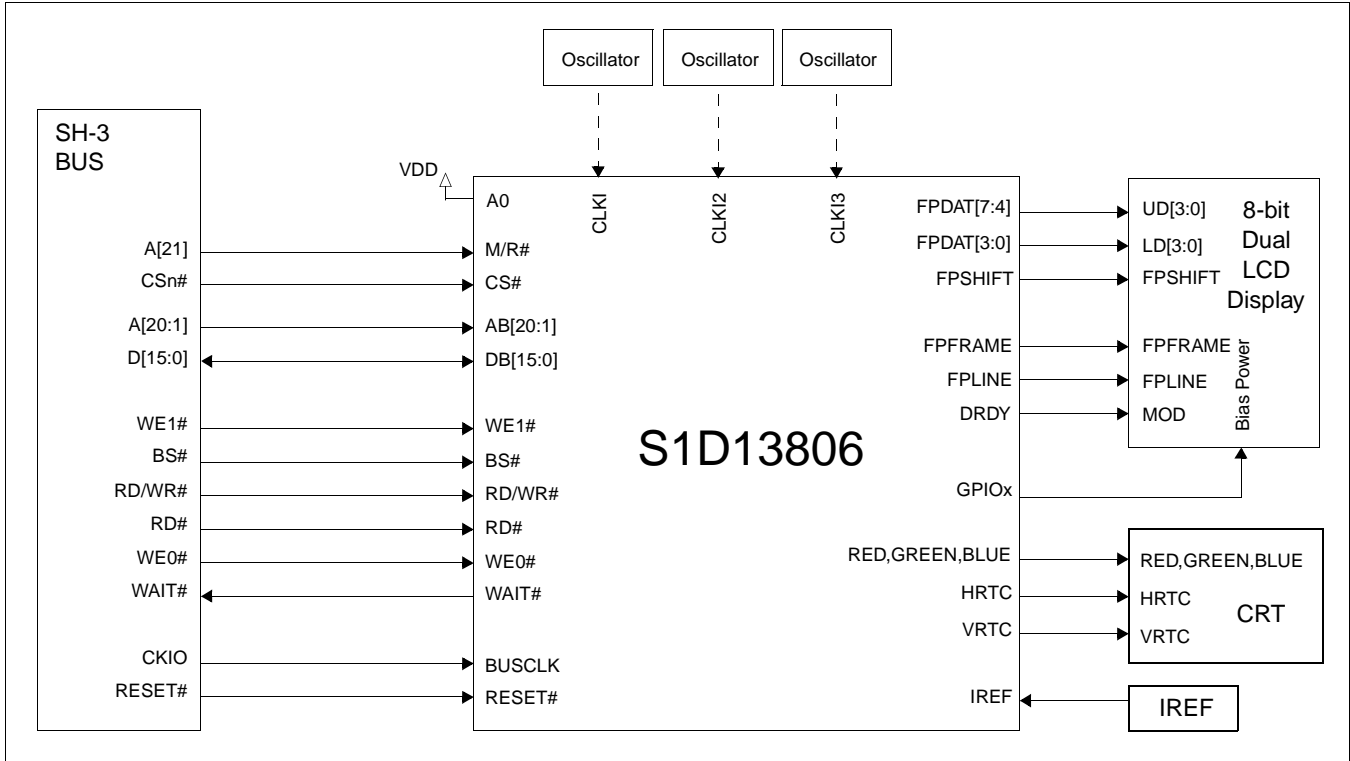 Oscillator
Oscillator
Oscillator
SH-3
BUS
VDD
A0
CLKI
CLKI2
CLKI3
A[21]
CSn#
A[20:1]
D[15:0]
WE1#
BS#
RD/WR#
RD#
WE0#
WAIT#
CKIO
RESET#
M/R#
CS#
AB[20:1]
DB[15:0]
WE1#
BS#
RD/WR#
RD#
WE0#
WAIT#
BUSCLK
RESET#
S1D13806
FPDAT[7:4]
FPDAT[3:0]
FPSHIFT
FPFRAME
FPLINE
DRDY
GPIOx
RED,GREEN,BLUE
HRTC
VRTC
IREF
UD[3:0]
LD[3:0]
FPSHIFT
FPFRAME
FPLINE
MOD
8-bit
Dual
LCD
Display
Bias Power
RED,GREEN,BLUE
HRTC
VRTC
CRT
IREF